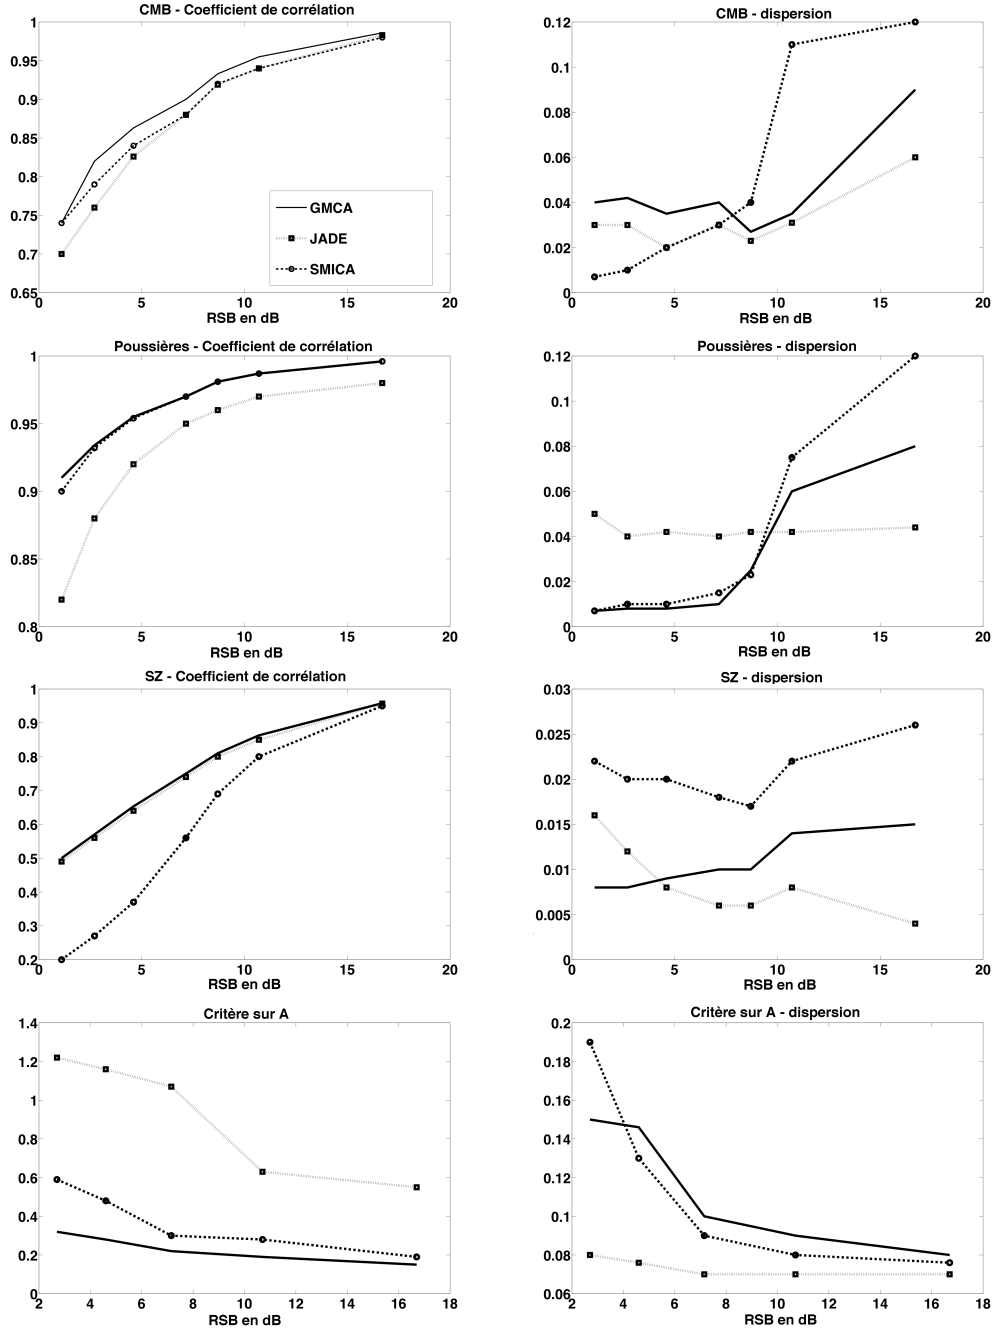 CMB - Coefficient de corrélation
1
0.95
0.9
0.85
0.8
0.75
0.7
0.65
0 5 10 15 20
RSB en dB
GMCA
JADE
SMICA
CMB - dispersion
0.12
0.1
0.08
0.06
0.04
0.02
0
0 5 10 15 20
RSB en dB
Poussières - Coefficient de corrélation
1
0.95
0.9
0.85
0.8
0 5 10 15 20
RSB en dB
Poussières - dispersion
0.12
0.1
0.08
0.06
0.04
0.02
0
0 5 10 15 20
RSB en dB
SZ - Coefficient de corrélation
1
0.9
0.8
0.7
0.6
0.5
0.4
0.3
0.2
0 5 10 15 20
RSB en dB
SZ - dispersion
0.03
0.025
0.02
0.015
0.01
0.005
0
0 5 10 15 20
RSB en dB
Critère sur A
1.4
1.2
1
0.8
0.6
0.4
0.2
0
2 4 6 8 10 12 14 16 18
RSB en dB
Critère sur A - dispersion
0.2
0.18
0.16
0.14
0.12
0.1
0.08
0.06
2 4 6 8 10 12 14 16 18
RSB en dB